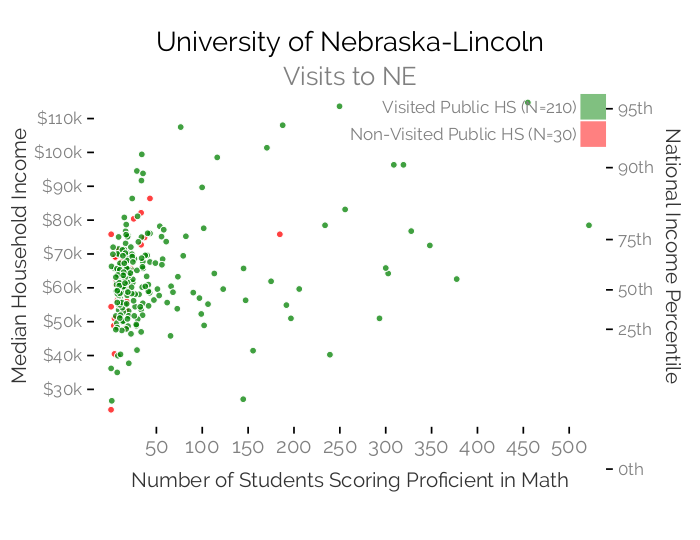 University of Nebraska-Lincoln
Visits to NE
Visited Public HS (N=210)
Non-Visited Public HS (N=30)
Median Household Income
$110k
$100k
$90k
$80k
$70k
$60k
$50k
$40k
$30k
95th
90th
75th
50th
25th
0th
National Income Percentile
50 100 150 200 250 300 350 400 450 500
Number of Students Scoring Proficient in Math